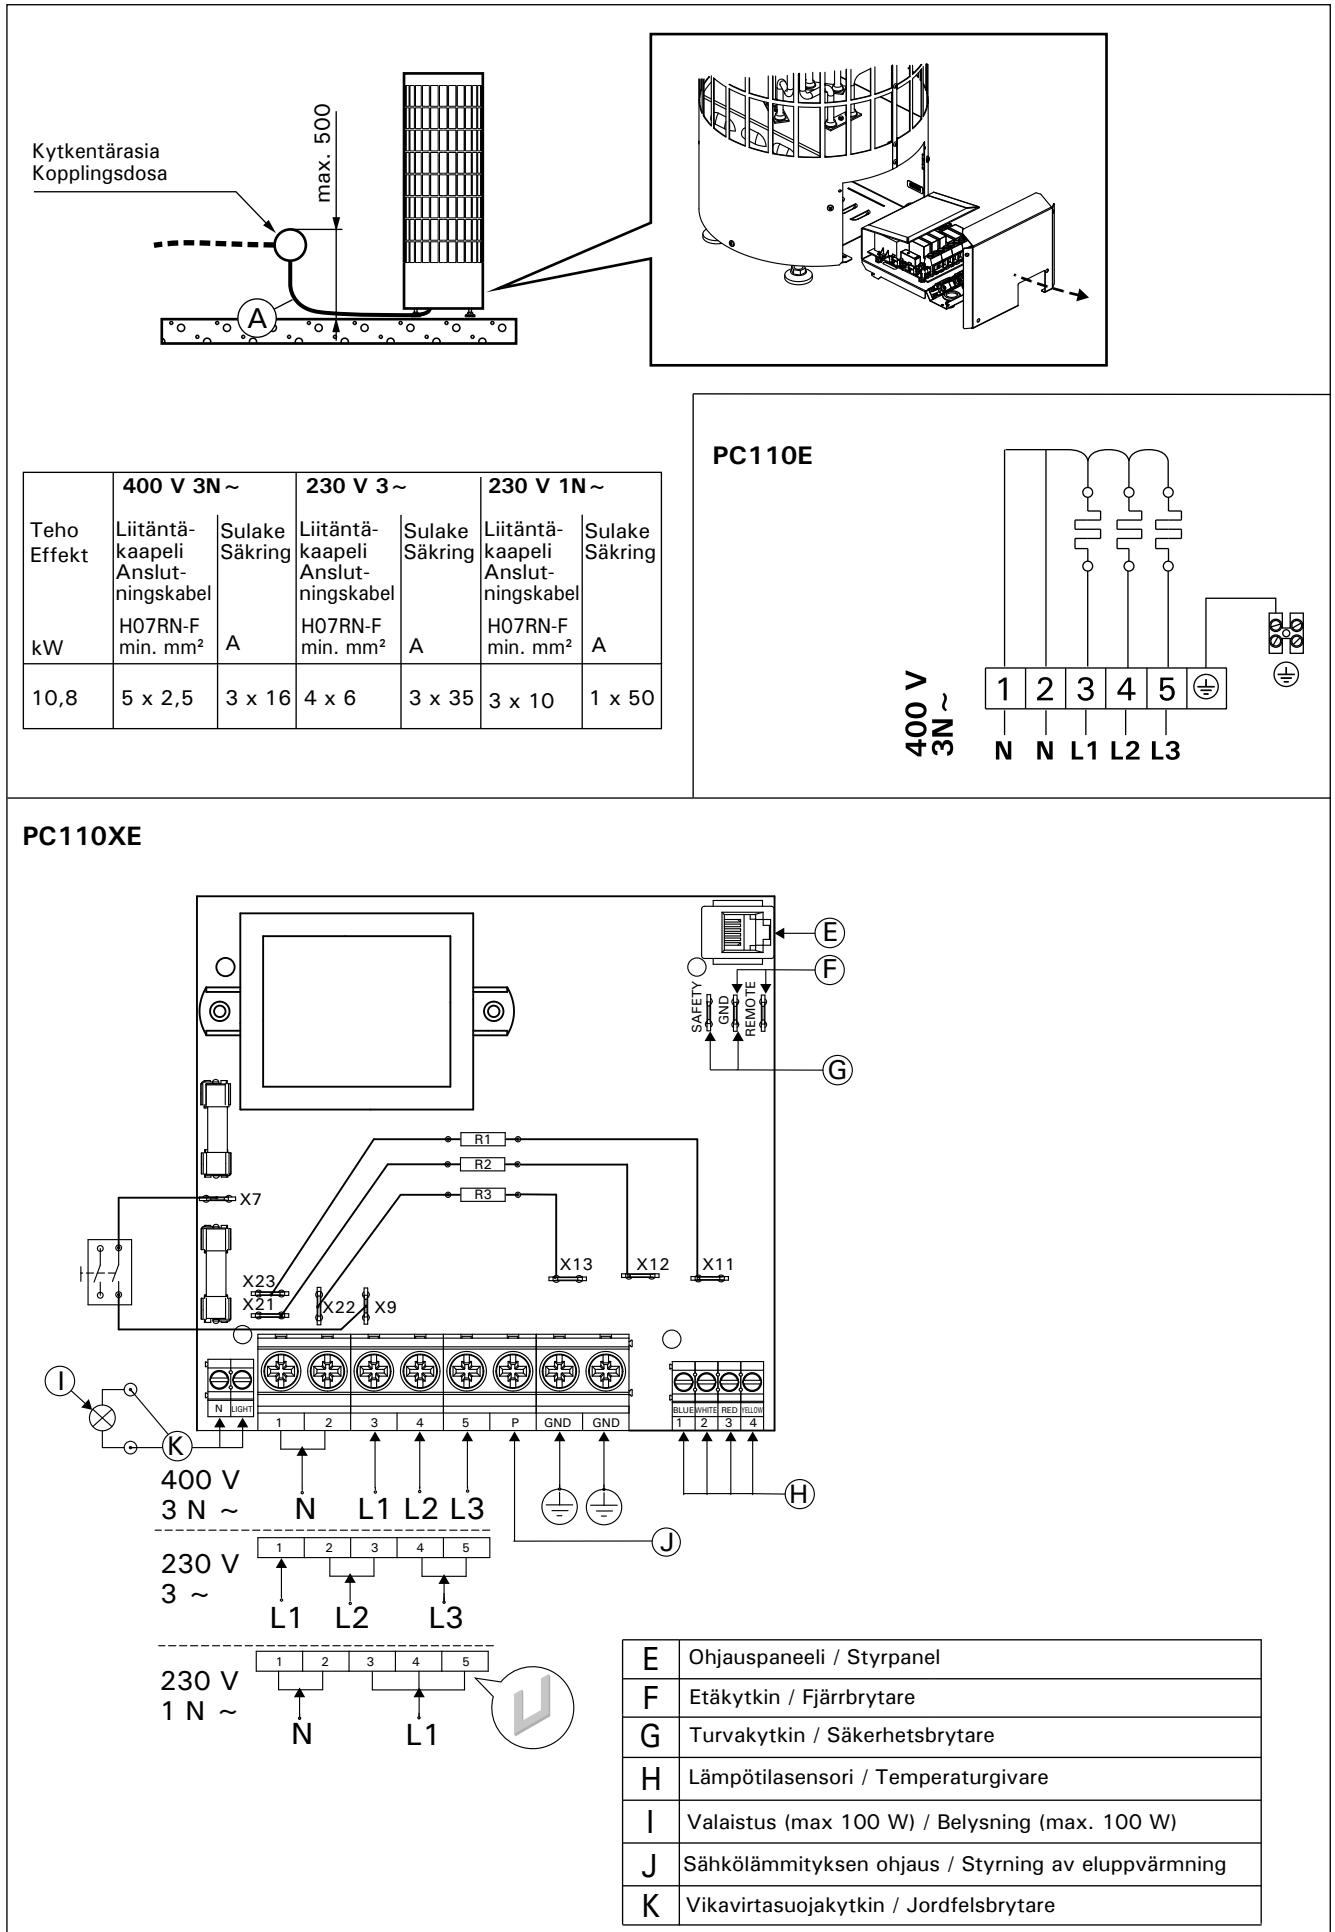 Kytkentärasia
Kopplingsdosa
max. 500
A
400 V 3N~
230 V 3~
230 V 1N~
Teho
Effekt
kW
Liitäntä-
kaapeli
Anslut-
ningskabel
H07RN-F
min. mm²
Sulake
Säkring
A
Liitäntä-
kaapeli
Anslut-
ningskabel
H07RN-F
min. mm²
Sulake
Säkring
A
Liitäntä-
kaapeli
Anslut-
ningskabel
H07RN-F
min. mm²
Sulake
Säkring
A
10,8
5 x 2,5
3 x 16
4 x 6
3 x 35
3 x 10
1 x 50
PC110E
400 V
3N~
1 2 3 4 5
N N L1 L2 L3
PC110XE
E
F
SAFETY
GND
REMOTE
G
R1
R2
R3
X7
X13
X12
X11
X23
X21
X22
X9
I
K
N LIGHT
1 2 3 4 5 P GND GND
BLUE WHITE RED YELLOW
1 2 3 4
H
J
400 V
3 N ~
N L1 L2 L3
230 V
3 ~
1 2 3 4 5
L1 L2 L3
230 V
1 N ~
1 2 3 4 5
N L1
E Ohjauspaneeli / Styrpanel
F Etäkytkin / Fjärrbrytare
G Turvakytkin / Säkerhetsbrytare
H Lämpötilasensori / Temperaturgivare
I Valaistus (max 100 W) / Belysning (max. 100 W)
J Sähkölämmityksen ohjaus / Styrning av eluppvärmning
K Vikavirtasuojakytkin / Jordfelsbrytare